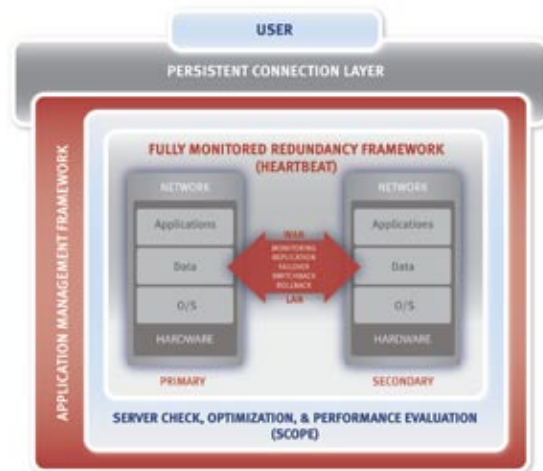 USER
PERSISTENT CONNECTION LAYER
APPLICATION MANAGEMENT FRAMEWORK
FULLY MONITORED REDUNDANCY FRAMEWORK
(HEARTBEAT)
NETWORK
Applications
Data
O/S
HARDWARE
PRIMARY
WAN
MONITORING
REPLICATION
FAILOVER
SWITCHBACK
ROLLBACK
LAN
NETWORK
Applications
Data
O/S
HARDWARE
SECONDARY
SERVER CHECK, OPTIMIZATION, & PERFORMANCE EVALUATION
(SCOPE)